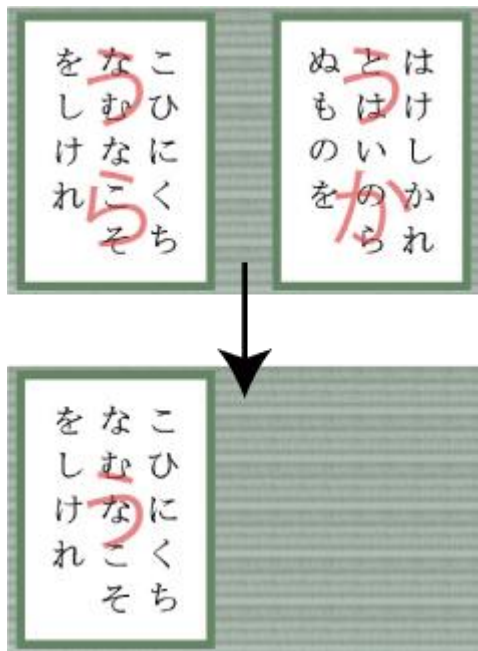 こひにくち
なむなこそ
をしけれ
うら
はけしかれ
とはいのら
ぬものを
うか
こひにくち
なむなこそ
をしけれ
う